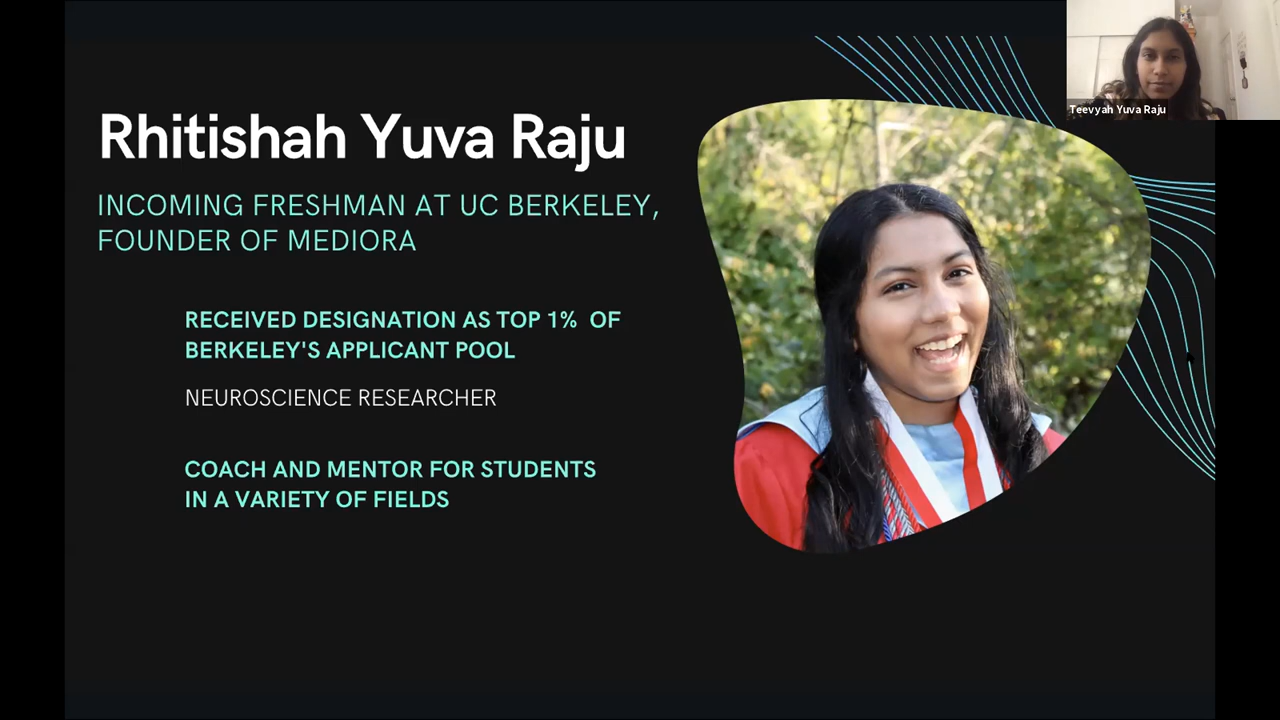 Rhitishah Yuva Raju
INCOMING FRESHMAN AT UC BERKELEY,
FOUNDER OF MEDIORA
RECEIVED DESIGNATION AS TOP 1% OF
BERKELEY'S APPLICANT POOL
NEUROSCIENCE RESEARCHER
COACH AND MENTOR FOR STUDENTS
IN A VARIETY OF FIELDS
Teevyah Yuva Raju